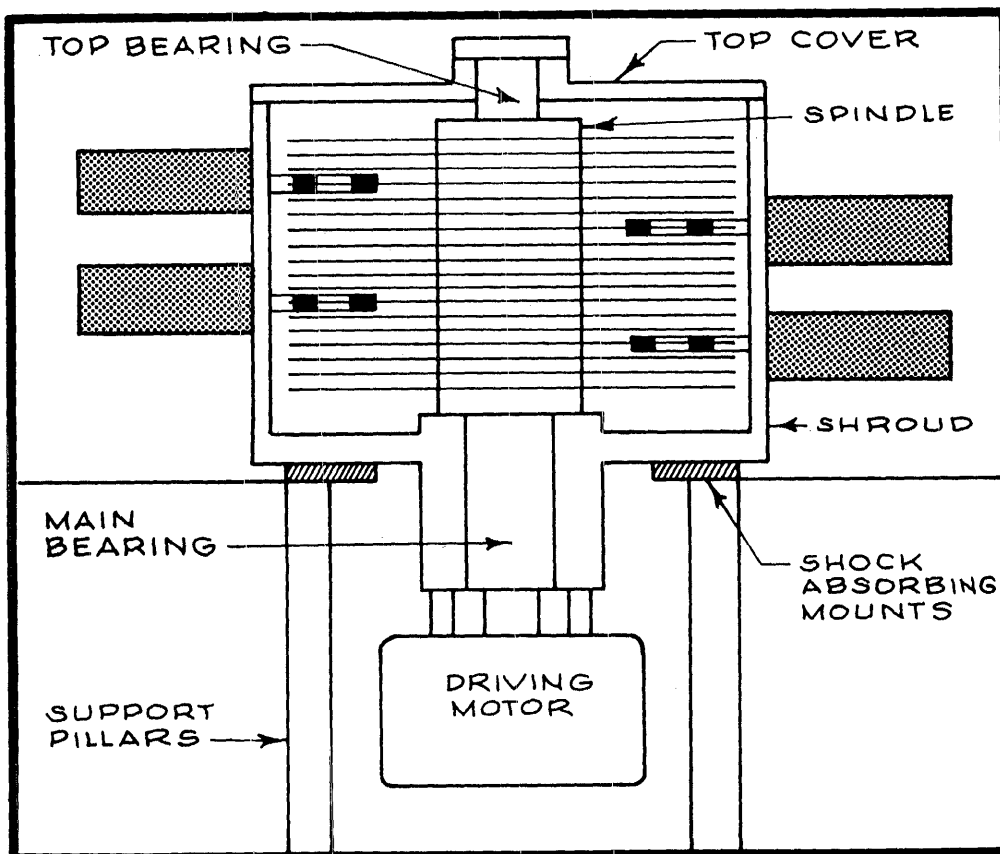 TOP BEARING
TOP COVER
SPINDLE
SHROUD
MAIN
BEARING
SHOCK
ABSORBING
MOUNTS
DRIVING
MOTOR
SUPPORT
PILLARS